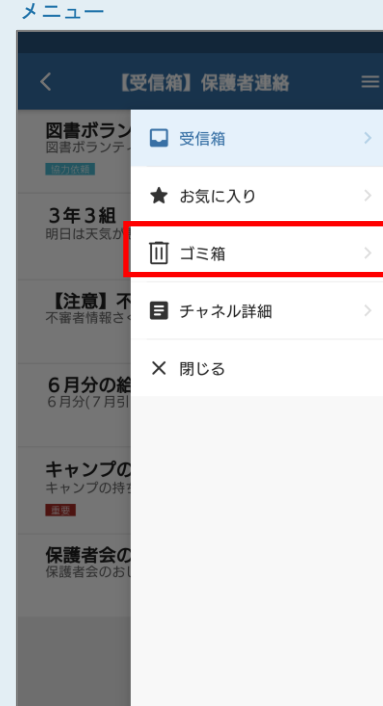 メニュー
【受信箱】保護者連絡
図書ボラン
図書ボランティ
協力依頼
受信箱
お気に入り
3年3組
明日は天気が
ゴミ箱
【注意】不
不審者情報さ
チャネル詳細
閉じる
6月分の給
6月分(7月引
キャンプの
キャンプの持
重要
保護者会の
保護者会のおし